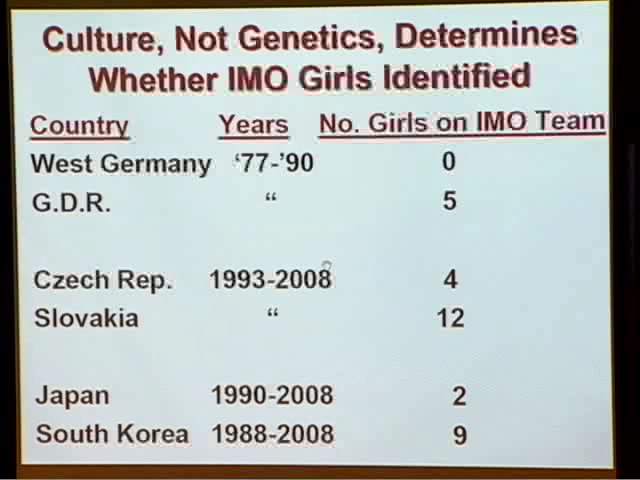 Culture, Not Genetics, Determines
Whether IMO Girls Identified
Country Years No. Girls on IMO Team
West Germany ‘77-’90 0
G.D.R. “ 5
Czech Rep. 1993-2008 4
Slovakia “ 12
Japan 1990-2008 2
South Korea 1988-2008 9